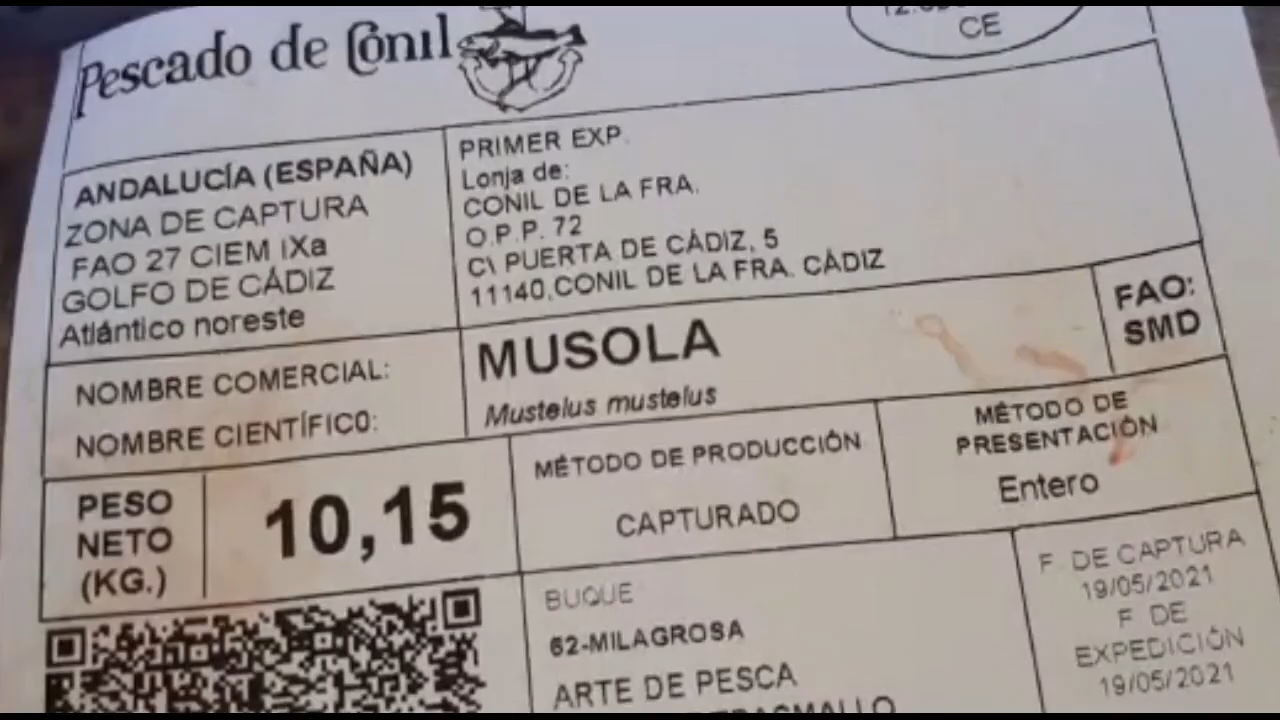 Pescado de Conil
CE
ANDALUCÍA (ESPAÑA)
ZONA DE CAPTURA
FAO 27 CIEM IXa
GOLFO DE CÁDIZ
Atlántico noreste
PRIMER EXP.
Lonja de:
CONIL DE LA FRA.
O.P.P. 72
C\ PUERTA DE CÁDIZ, 5
11140,CONIL DE LA FRA. CÁDIZ
NOMBRE COMERCIAL:
NOMBRE CIENTÍFICO:
MUSOLA
Mustelus mustelus
FAO:
SMD
PESO
NETO
(KG.)
10,15
MÉTODO DE PRODUCCIÓN
CAPTURADO
MÉTODO DE
PRESENTACIÓN
Entero
BUQUE
62-MILAGROSA
ARTE DE PESCA
F. DE CAPTURA
19/05/2021
F. DE
EXPEDICIÓN
19/05/2021